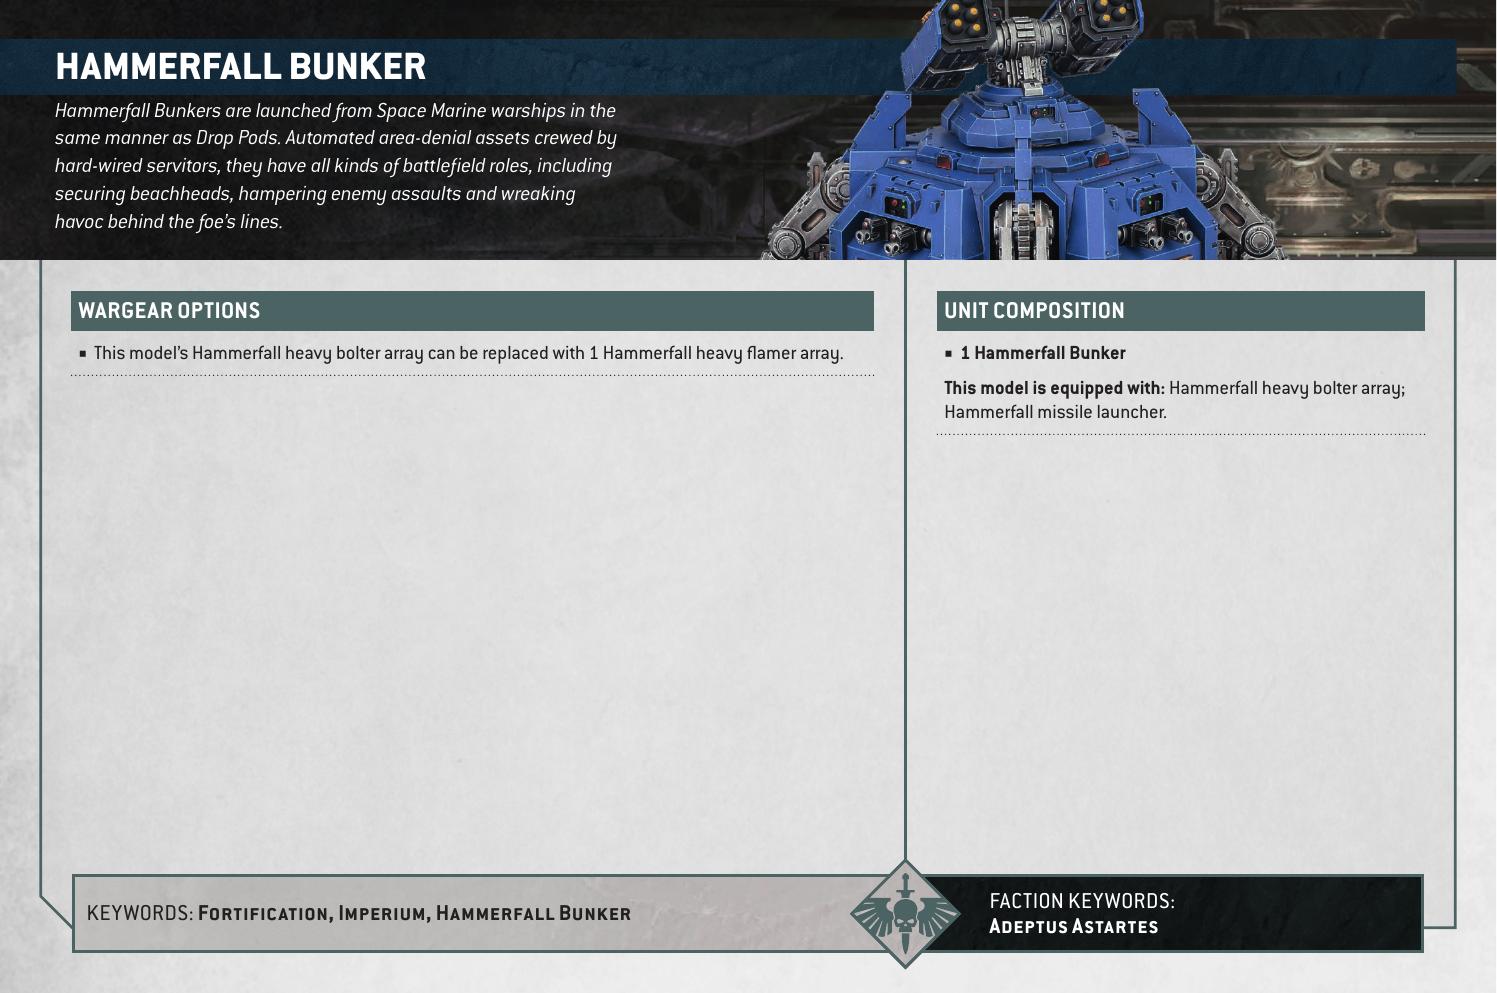 HAMMERFALL BUNKER
Hammerfall Bunkers are launched from Space Marine warships in the
same manner as Drop Pods. Automated area-denial assets crewed by
hard-wired servitors, they have all kinds of battlefield roles, including
securing beachheads, hampering enemy assaults and wreaking
havoc behind the foe's lines.
WARGEAR OPTIONS
▪ This model's Hammerfall heavy bolter array can be replaced with 1 Hammerfall heavy flamer array.
UNIT COMPOSITION
▪ 1 Hammerfall Bunker
This model is equipped with: Hammerfall heavy bolter array;
Hammerfall missile launcher.
KEYWORDS: Fortification, Imperium, Hammerfall Bunker
FACTION KEYWORDS:
Adeptus Astartes